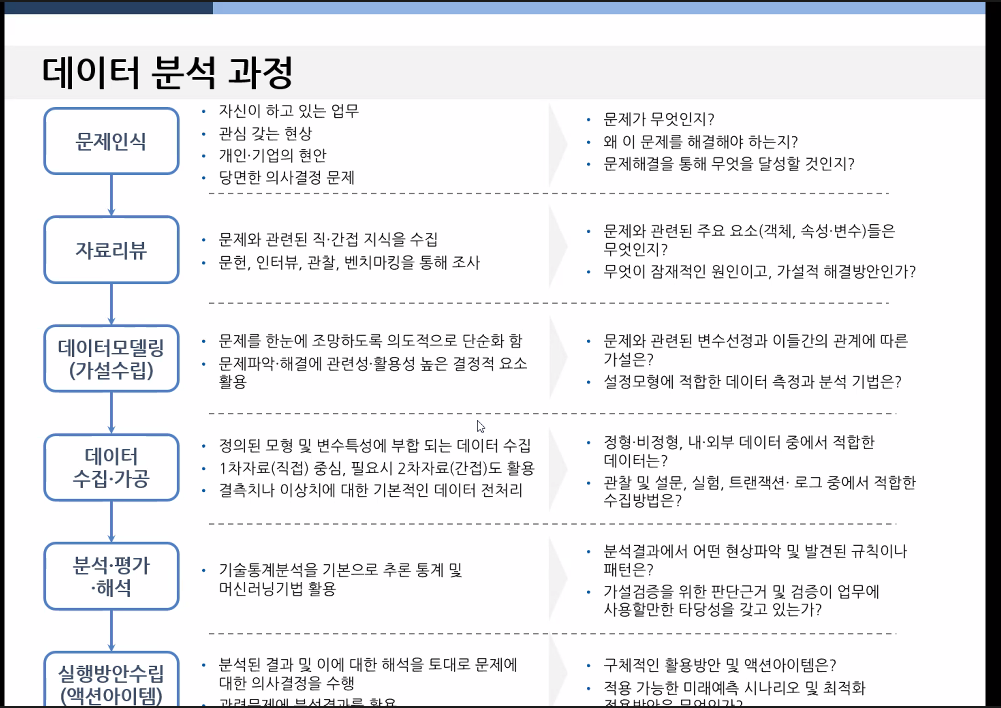 데이터 분석 과정
문제인식
• 자신이 하고 있는 업무
• 관심 갖는 현상
• 개인·기업의 현안
• 당면한 의사결정 문제
• 문제가 무엇인지?
• 왜 이 문제를 해결해야 하는지?
• 문제해결을 통해 무엇을 달성할 것인지?
자료리뷰
• 문제와 관련된 직·간접 지식을 수집
• 문헌, 인터뷰, 관찰, 벤치마킹을 통해 조사
• 문제와 관련된 주요 요소(객체, 속성·변수)들은
무엇인지?
• 무엇이 잠재적인 원인이고, 가설적 해결방안인가?
데이터모델링
(가설수립)
• 문제를 한눈에 조망하도록 의도적으로 단순화 함
• 문제파악·해결에 관련성·활용성 높은 결정적 요소
활용
• 문제와 관련된 변수선정과 이들간의 관계에 따른
가설은?
• 설정모형에 적합한 데이터 측정과 분석 기법은?
데이터
수집·가공
• 정의된 모형 및 변수특성에 부합 되는 데이터 수집
• 1차자료(직접) 중심, 필요시 2차자료(간접)도 활용
• 결측치나 이상치에 대한 기본적인 데이터 전처리
• 정형·비정형, 내·외부 데이터 중에서 적합한
데이터는?
• 관찰 및 설문, 실험, 트랜잭션· 로그 중에서 적합한
수집방법은?
분석·평가
·해석
• 기술통계분석을 기본으로 추론 통계 및
머신러닝기법 활용
• 분석결과에서 어떤 현상파악 및 발견된 규칙이나
패턴은?
• 가설검증을 위한 판단근거 및 검증이 업무에
사용할만한 타당성을 갖고 있는가?
실행방안수립
(액션아이템)
• 분석된 결과 및 이에 대한 해석을 토대로 문제에
대한 의사결정을 수행
• 관련문제에 분석결과를 활용
• 구체적인 활용방안 및 액션아이템은?
• 적용 가능한 미래예측 시나리오 및 최적화
적용방안은 무엇인가?